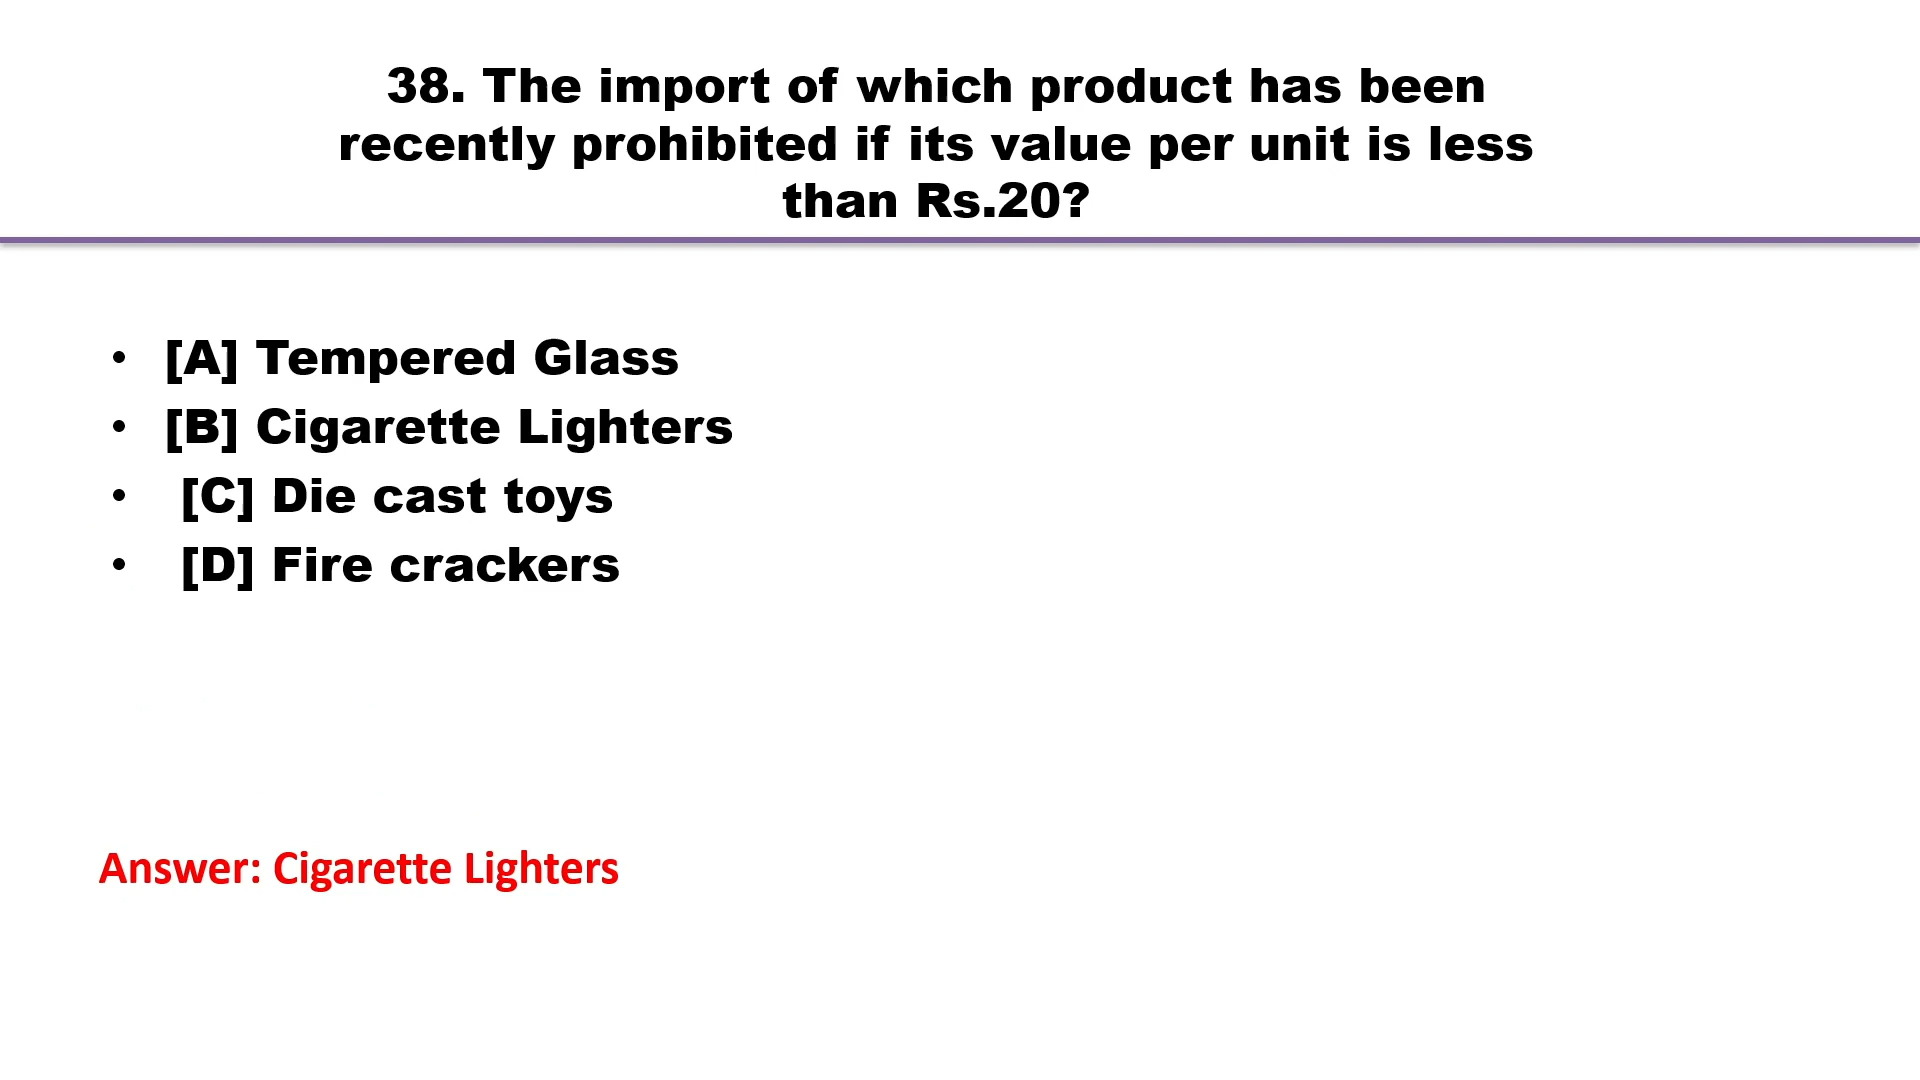 38. The import of which product has been
recently prohibited if its value per unit is less
than Rs.20?
• [A] Tempered Glass
• [B] Cigarette Lighters
• [C] Die cast toys
• [D] Fire crackers
Answer: Cigarette Lighters